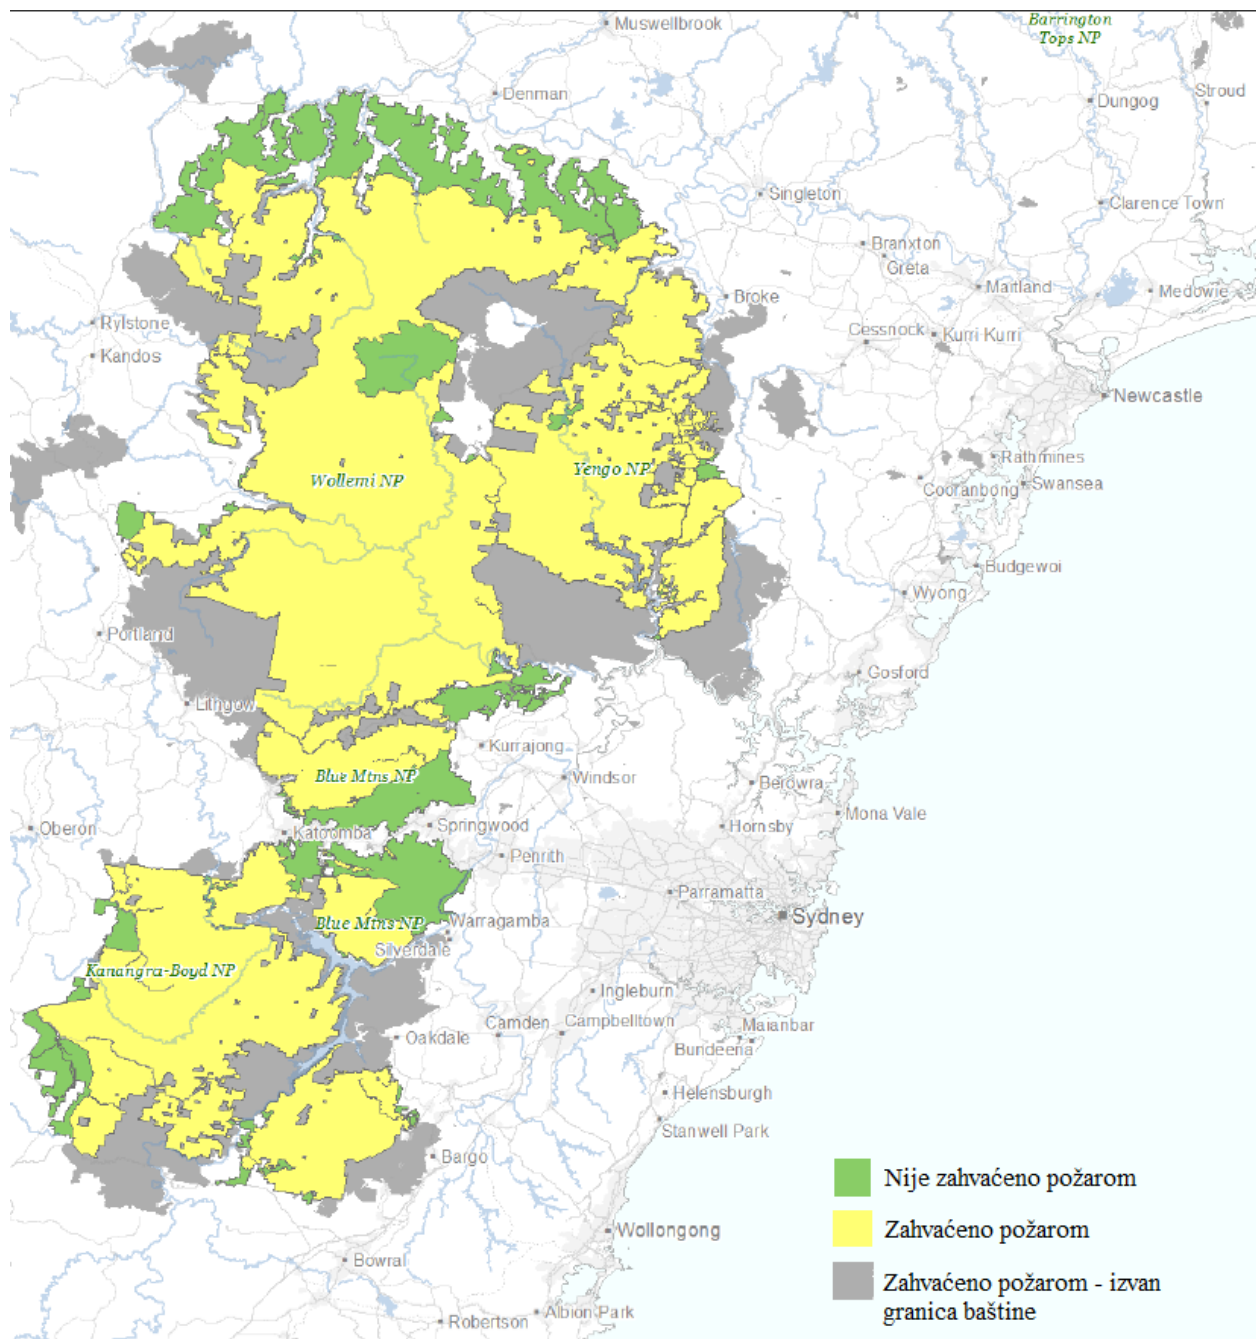 Barrington
Tops NP
Muswellbrook
Denman
Stroud
Dungog
Singleton
Clarence Town
Branxton
Greta
Maitland
Medowie
Broke
Rylstone
Cessnock
Kurri Kurri
Kandos
Newcastle
Rathmines
Yengo NP
Wollemi NP
Swansea
Cooranbong
Budgewoi
Wyong
Portland
Gosford
Lithgow
Kurrajong
Blue Mtns NP
Windsor
Berowra
Mona Vale
Oberon
Katoomba
Springwood
Hornsby
Penrith
Parramatta
Sydney
Blue Mtns NP
Warragamba
Silverdale
Kanangra-Boyd NP
Ingleburn
Camden
Campbelltown
Maianbar
Oakdale
Bundeena
Helensburgh
Stanwell Park
Bargo
Nije zahvaćeno požarom
Zahvaćeno požarom
Wollongong
Bowral
Zahvaćeno požarom - izvan
granica baštine
Albion Park
Robertson